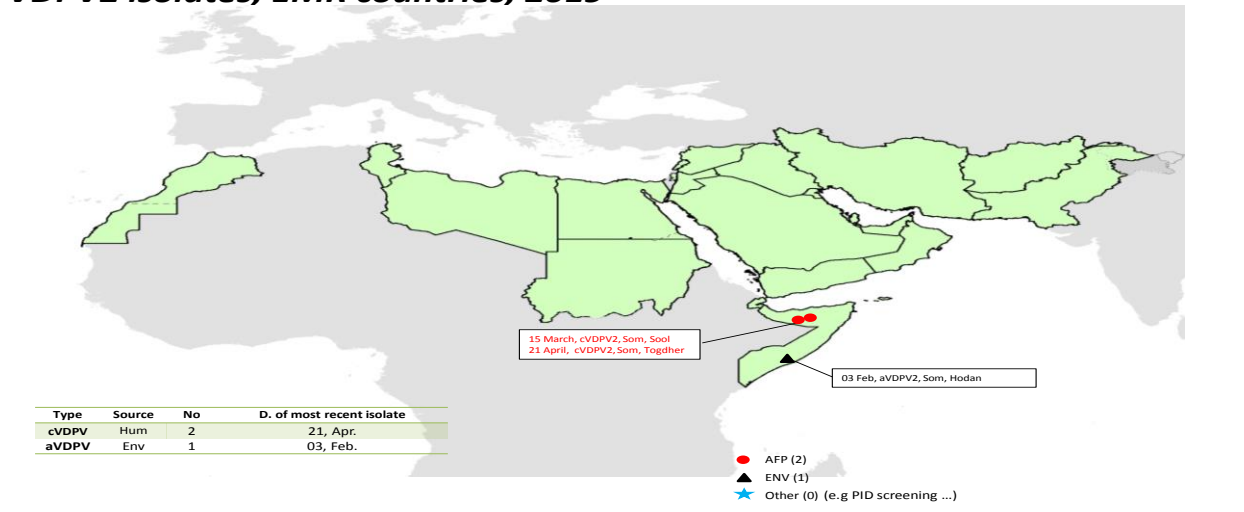 15 March, cVDPV2, Som, Sool
21 April, cVDPV2, Som, Togdher
03 Feb, aVDPV2, Som, Hodan
Type Source No D. of most recent isolate
cVDPV Hum 2 21, Apr.
aVDPV Env 1 03, Feb.
AFP (2)
ENV (1)
Other (0) (e.g PID screening ...)